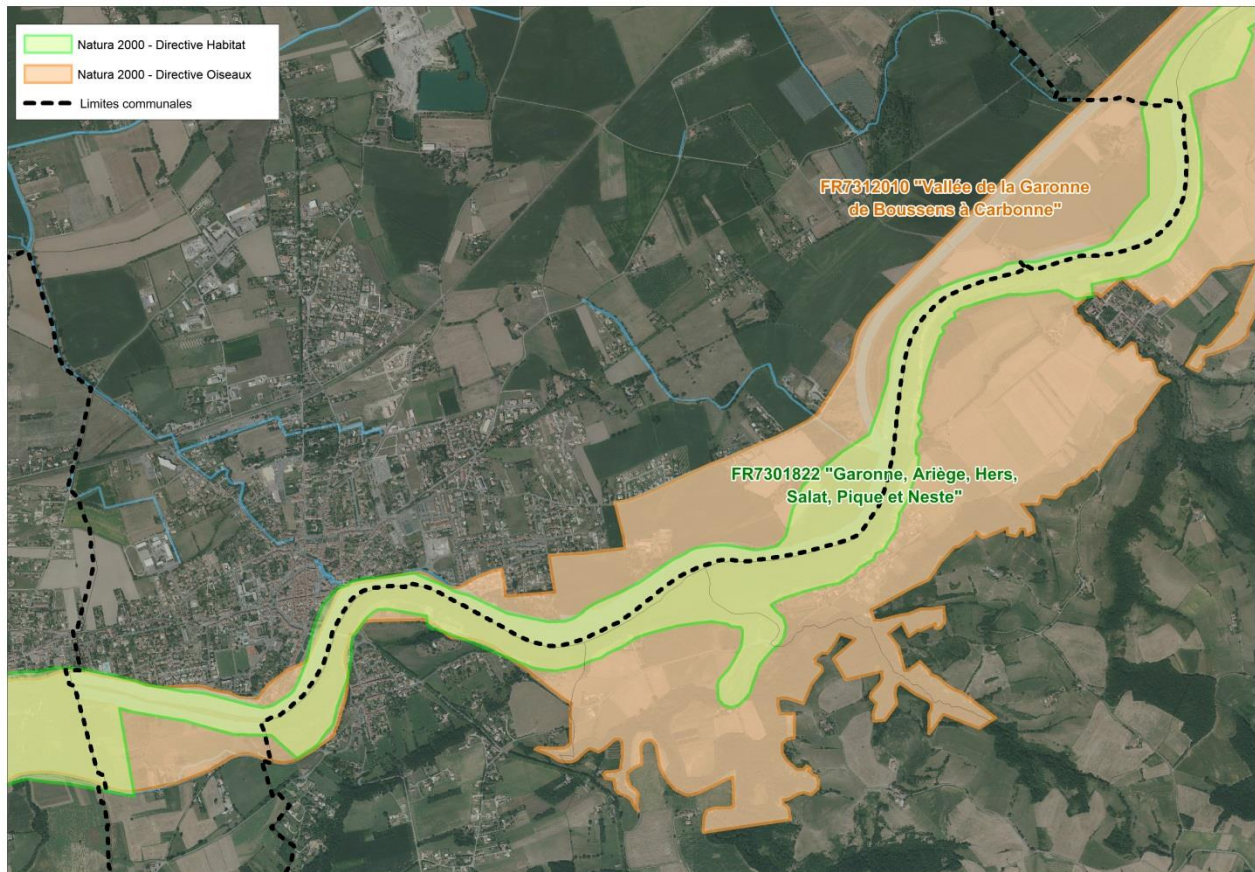 Natura 2000 - Directive Habitat
Natura 2000 - Directive Oiseaux
Limites communales
FR7312010 "Vallée de la Garonne
de Boussens à Carbonne"
FR7301822 "Garonne, Ariège, Hers,
Salat, Pique et Neste"